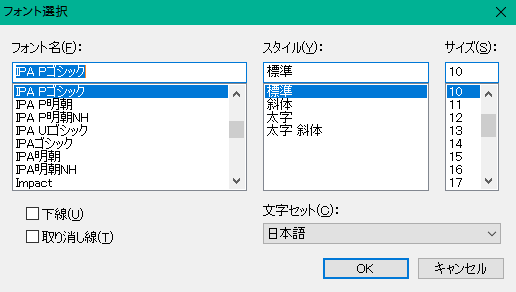 フォント選択
フォント名(F):
スタイル(Y):
サイズ(S):
IPA Pゴシック
標準
10
IPA Pゴシック
IPA P明朝
IPA P明朝NH
IPA UIゴシック
IPAゴシック
IPA明朝
IPA明朝NH
Impact
標準
斜体
太字
太字 斜体
10
11
12
13
14
15
16
17
下線(U)
取り消し線(T)
文字セット(C):
日本語
OK
キャンセル